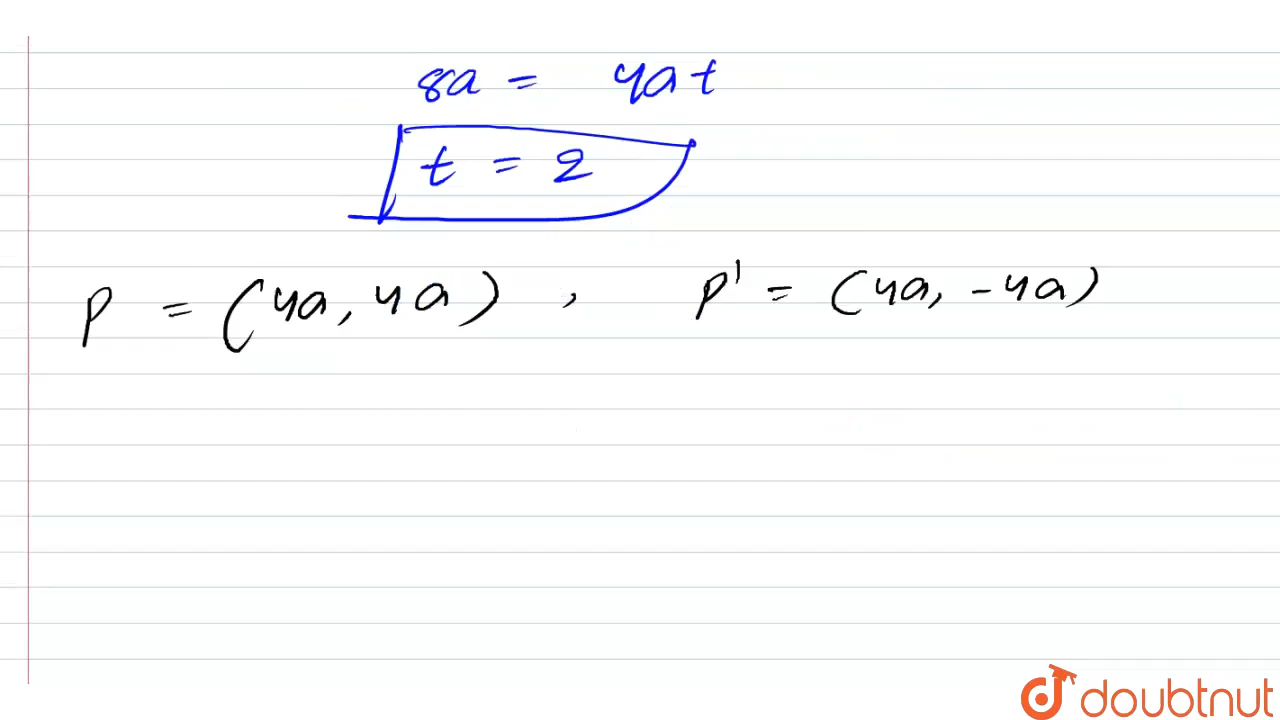 8a = 4at
t = 2
P = (4a, 4a) , P' = (4a, -4a)
doubtnut